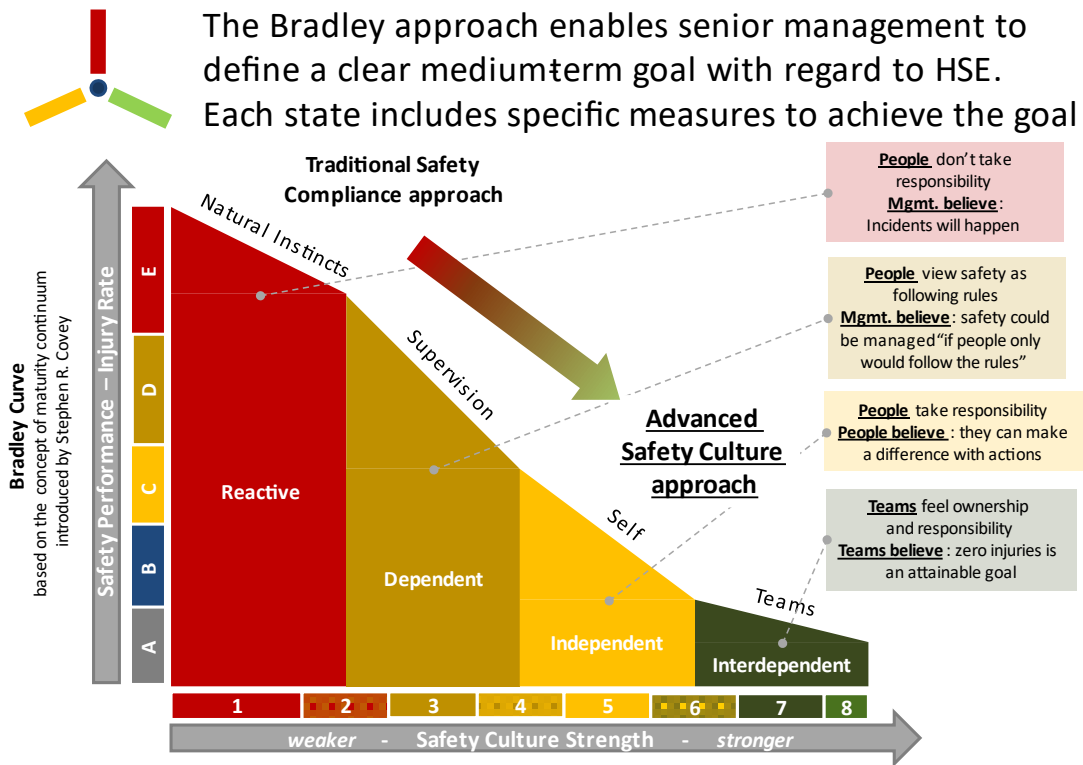 The Bradley approach enables senior management to
define a clear medium-term goal with regard to HSE.
Each state includes specific measures to achieve the goal
Traditional Safety
Compliance approach
Natural Instincts
Supervision
Self
Teams
Advanced
Safety Culture
approach
People don’t take
responsibility
Mgmt. believe:
Incidents will happen
People view safety as
following rules
Mgmt. believe: safety could
be managed “if people only
would follow the rules”
People take responsibility
People believe: they can make
a difference with actions
Teams feel ownership
and responsibility
Teams believe: zero injuries is
an attainable goal
Bradley Curve
based on the concept of maturity continuum
introduced by Stephen R. Covey
Safety Performance – Injury Rate
E
D
C
B
A
Reactive
Dependent
Independent
Interdependent
1 2 3 4 5 6 7 8
weaker - Safety Culture Strength - stronger